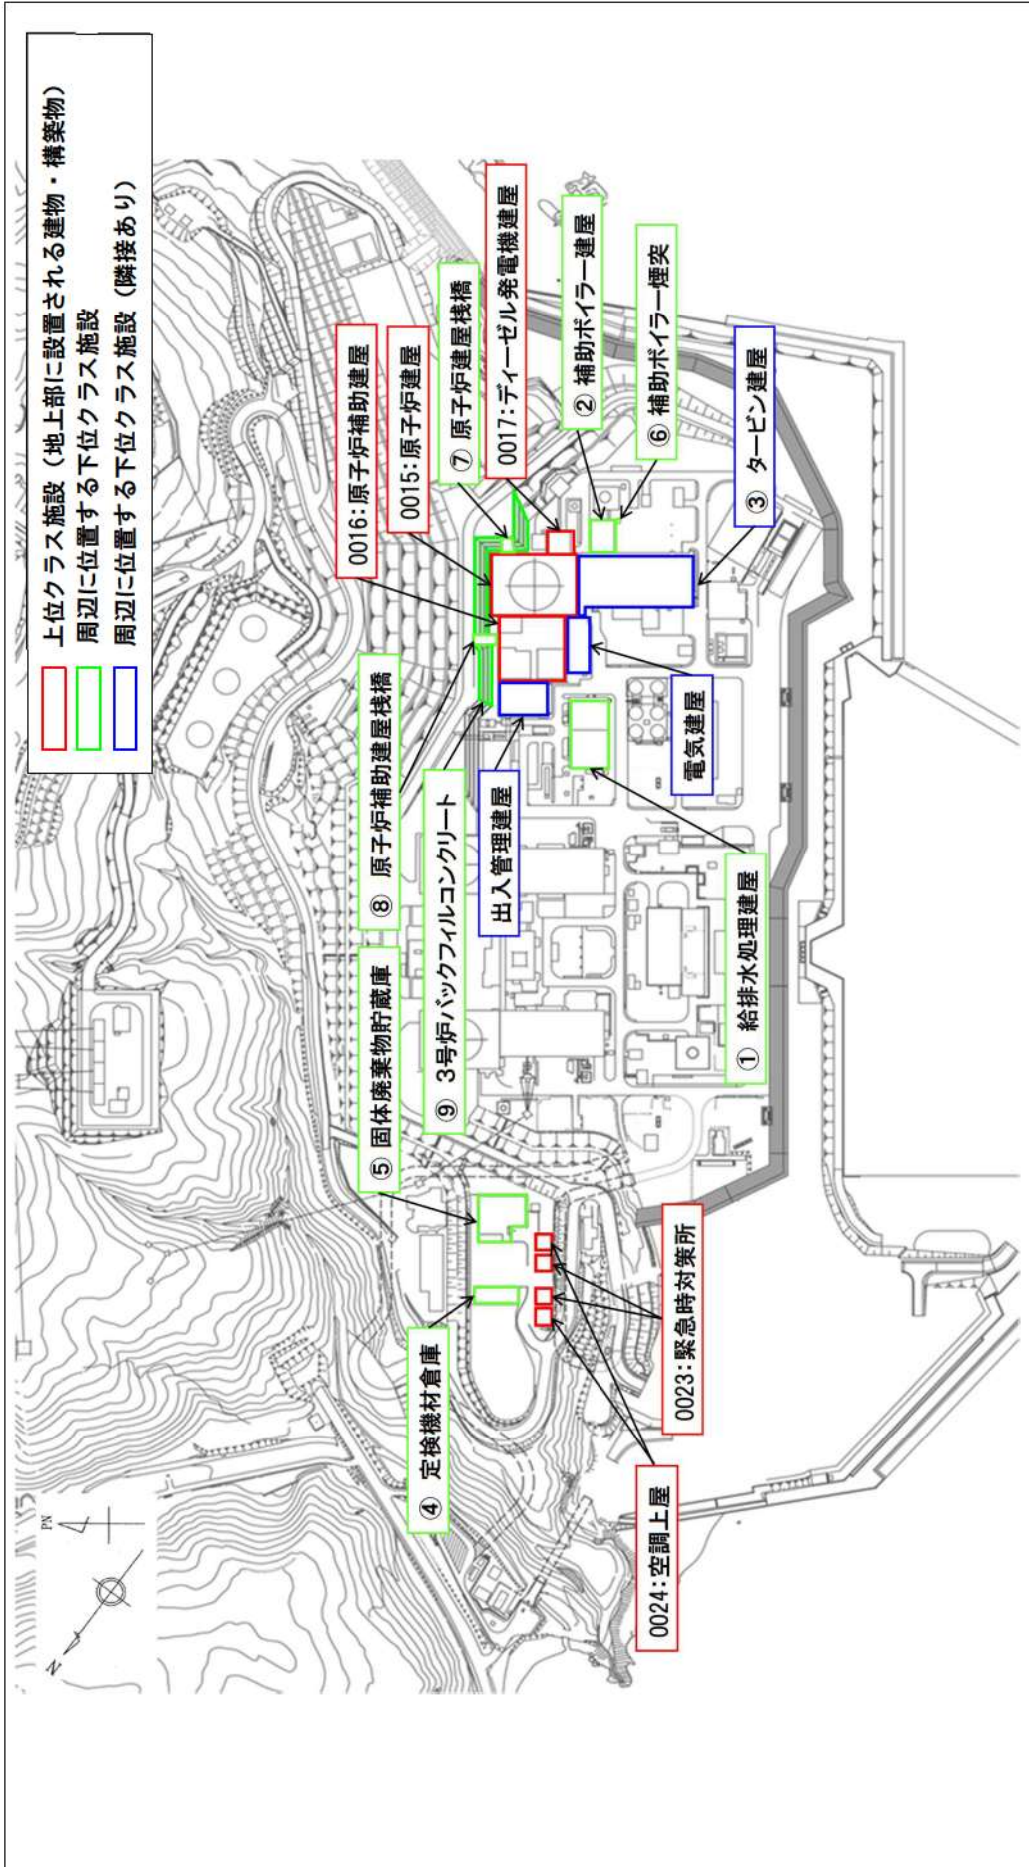 上位クラス施設（地上部に設置される建物・構築物）
周辺に位置する下位クラス施設
周辺に位置する下位クラス施設（隣接あり）
PN
N
0016：原子炉補助建屋
0015：原子炉建屋
⑦ 原子炉建屋桟橋
0017：ディーゼル発電機建屋
② 補助ボイラー建屋
⑥ 補助ボイラー煙突
③ タービン建屋
⑤ 固体廃棄物貯蔵庫
⑧ 原子炉補助建屋桟橋
⑨ 3号炉バックフィルコンクリート
出入管理建屋
電気建屋
① 給排水処理建屋
④ 定検機材倉庫
0023：緊急時対策所
0024：空調上屋